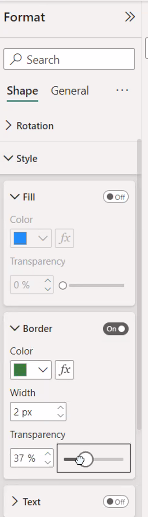 Format
Search
Shape General ...
Rotation
Style
Fill Off
Color
fx
Transparency
0 %
Border On
Color
fx
Width
2 px
Transparency
37 %
Text Off